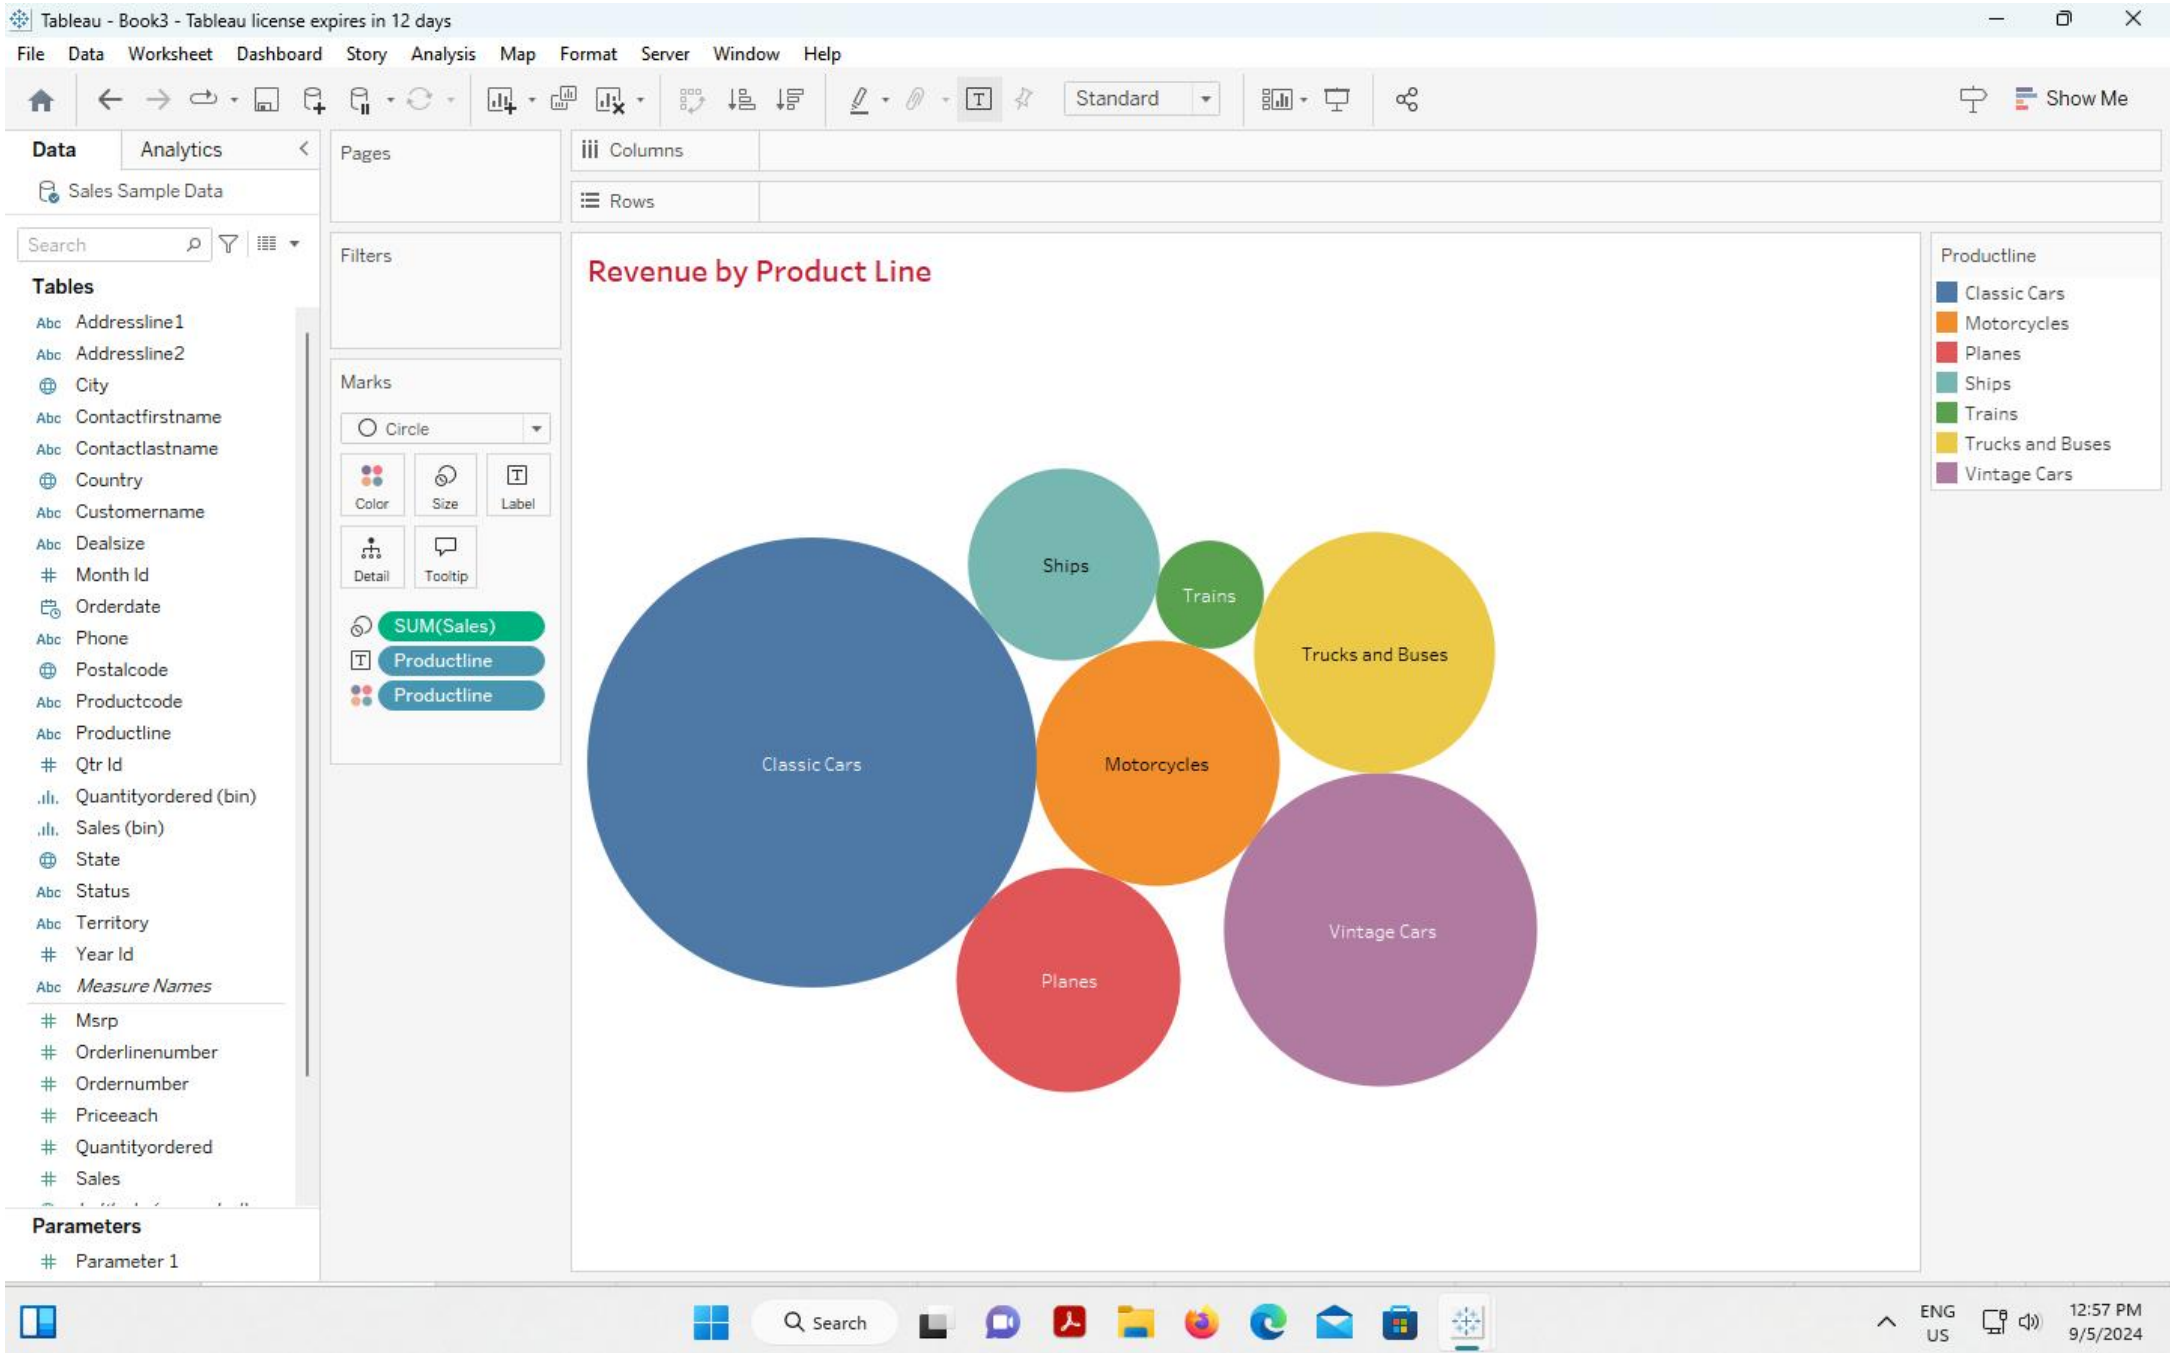 Tableau - Book3 - Tableau license expires in 12 days
File Data Worksheet Dashboard Story Analysis Map Format Server Window Help
Standard
Show Me
Data Analytics
Sales Sample Data
Search
Tables
Abc Addressline1
Abc Addressline2
City
Abc Contactfirstname
Abc Contactlastname
Country
Abc Customername
Abc Dealsize
# Month Id
Orderdate
Abc Phone
Postalcode
Abc Productcode
Abc Productline
# Qtr Id
Quantityordered (bin)
Sales (bin)
State
Abc Status
Abc Territory
# Year Id
Abc Measure Names
# Msrp
# Orderlinenumber
# Ordernumber
# Priceeach
# Quantityordered
# Sales
Parameters
# Parameter 1
Pages
Filters
Marks
Circle
Color Size Label
Detail Tooltip
SUM(Sales)
T Productline
Productline
iii Columns
Rows
Revenue by Product Line
Ships
Trains
Trucks and Buses
Classic Cars
Motorcycles
Vintage Cars
Planes
Productline
Classic Cars
Motorcycles
Planes
Ships
Trains
Trucks and Buses
Vintage Cars
Search
ENG
US
12:57 PM
9/5/2024